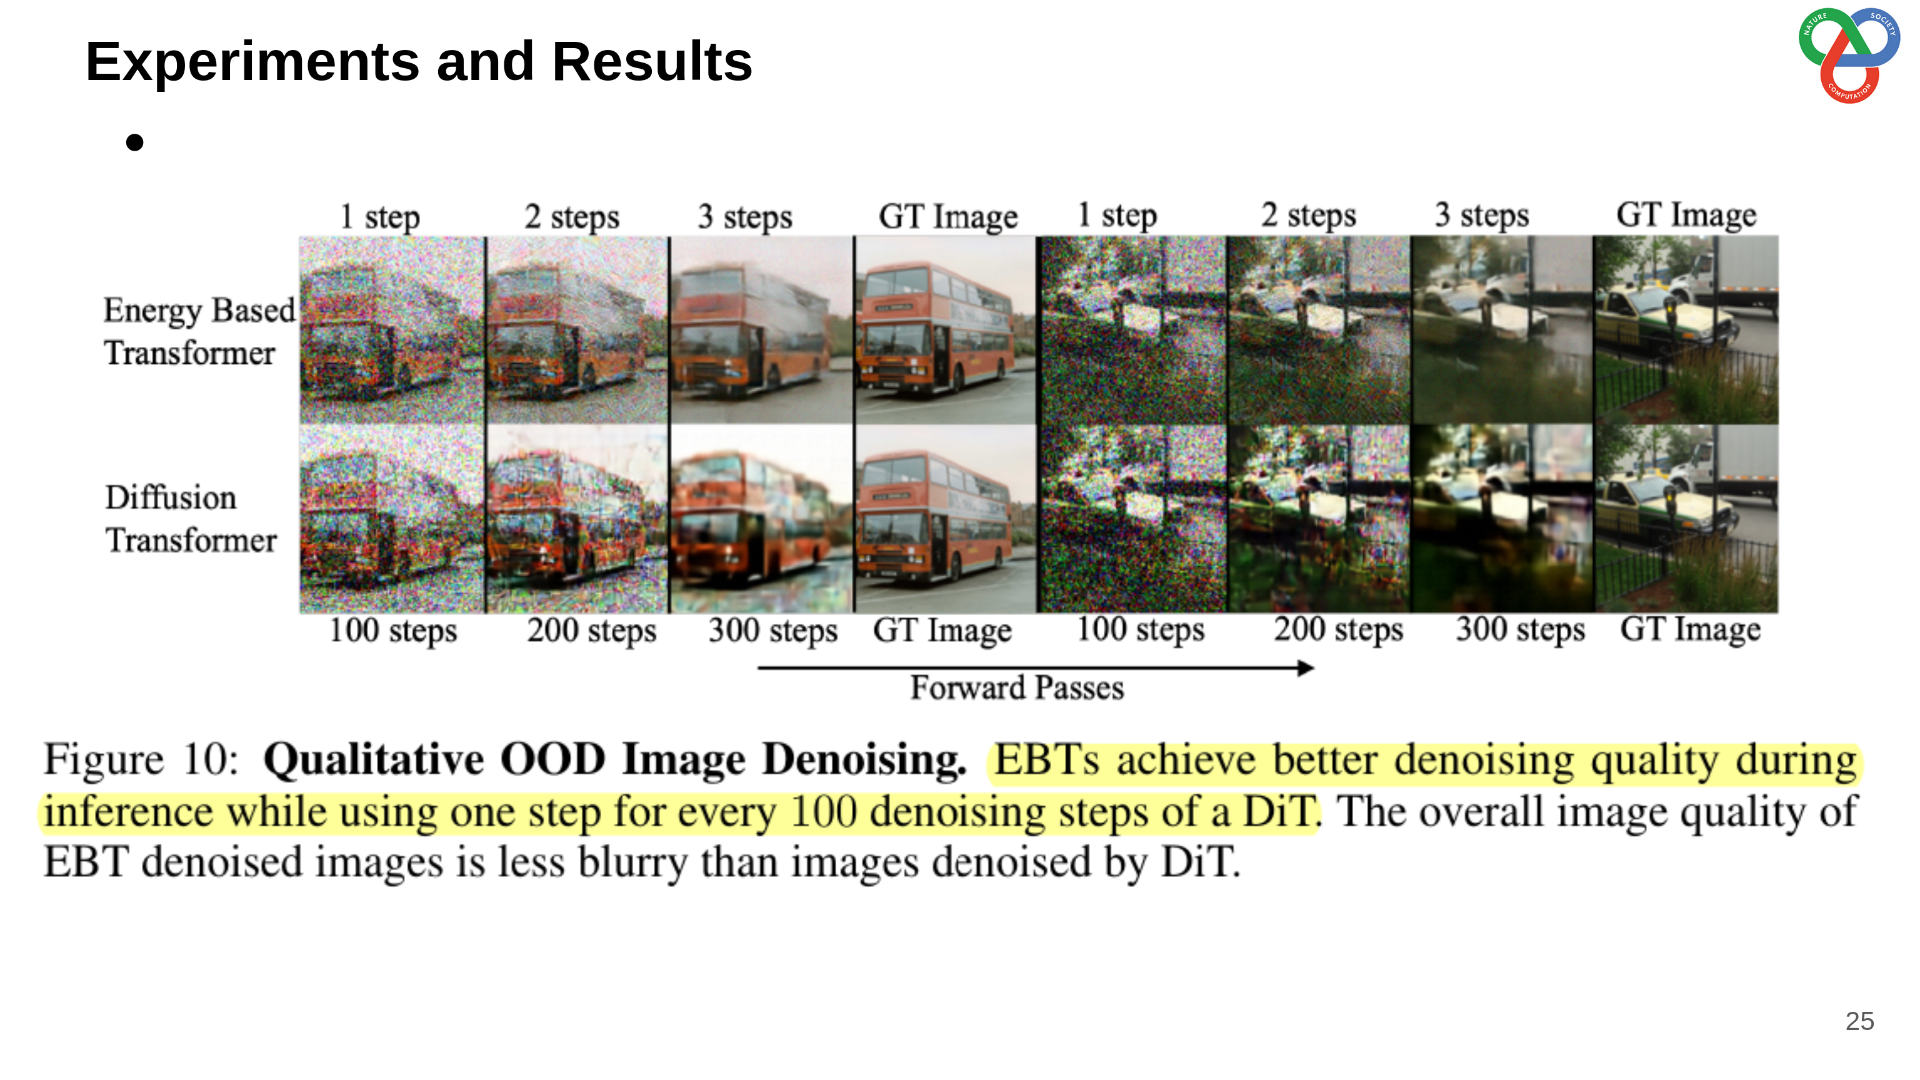 Experiments and Results
NATURE SOCIETY COMPUTATION
•
1 step 2 steps 3 steps GT Image 1 step 2 steps 3 steps GT Image
Energy Based
Transformer
Diffusion
Transformer
100 steps 200 steps 300 steps GT Image 100 steps 200 steps 300 steps GT Image
Forward Passes
Figure 10: Qualitative OOD Image Denoising. EBTs achieve better denoising quality during
inference while using one step for every 100 denoising steps of a DiT. The overall image quality of
EBT denoised images is less blurry than images denoised by DiT.
25